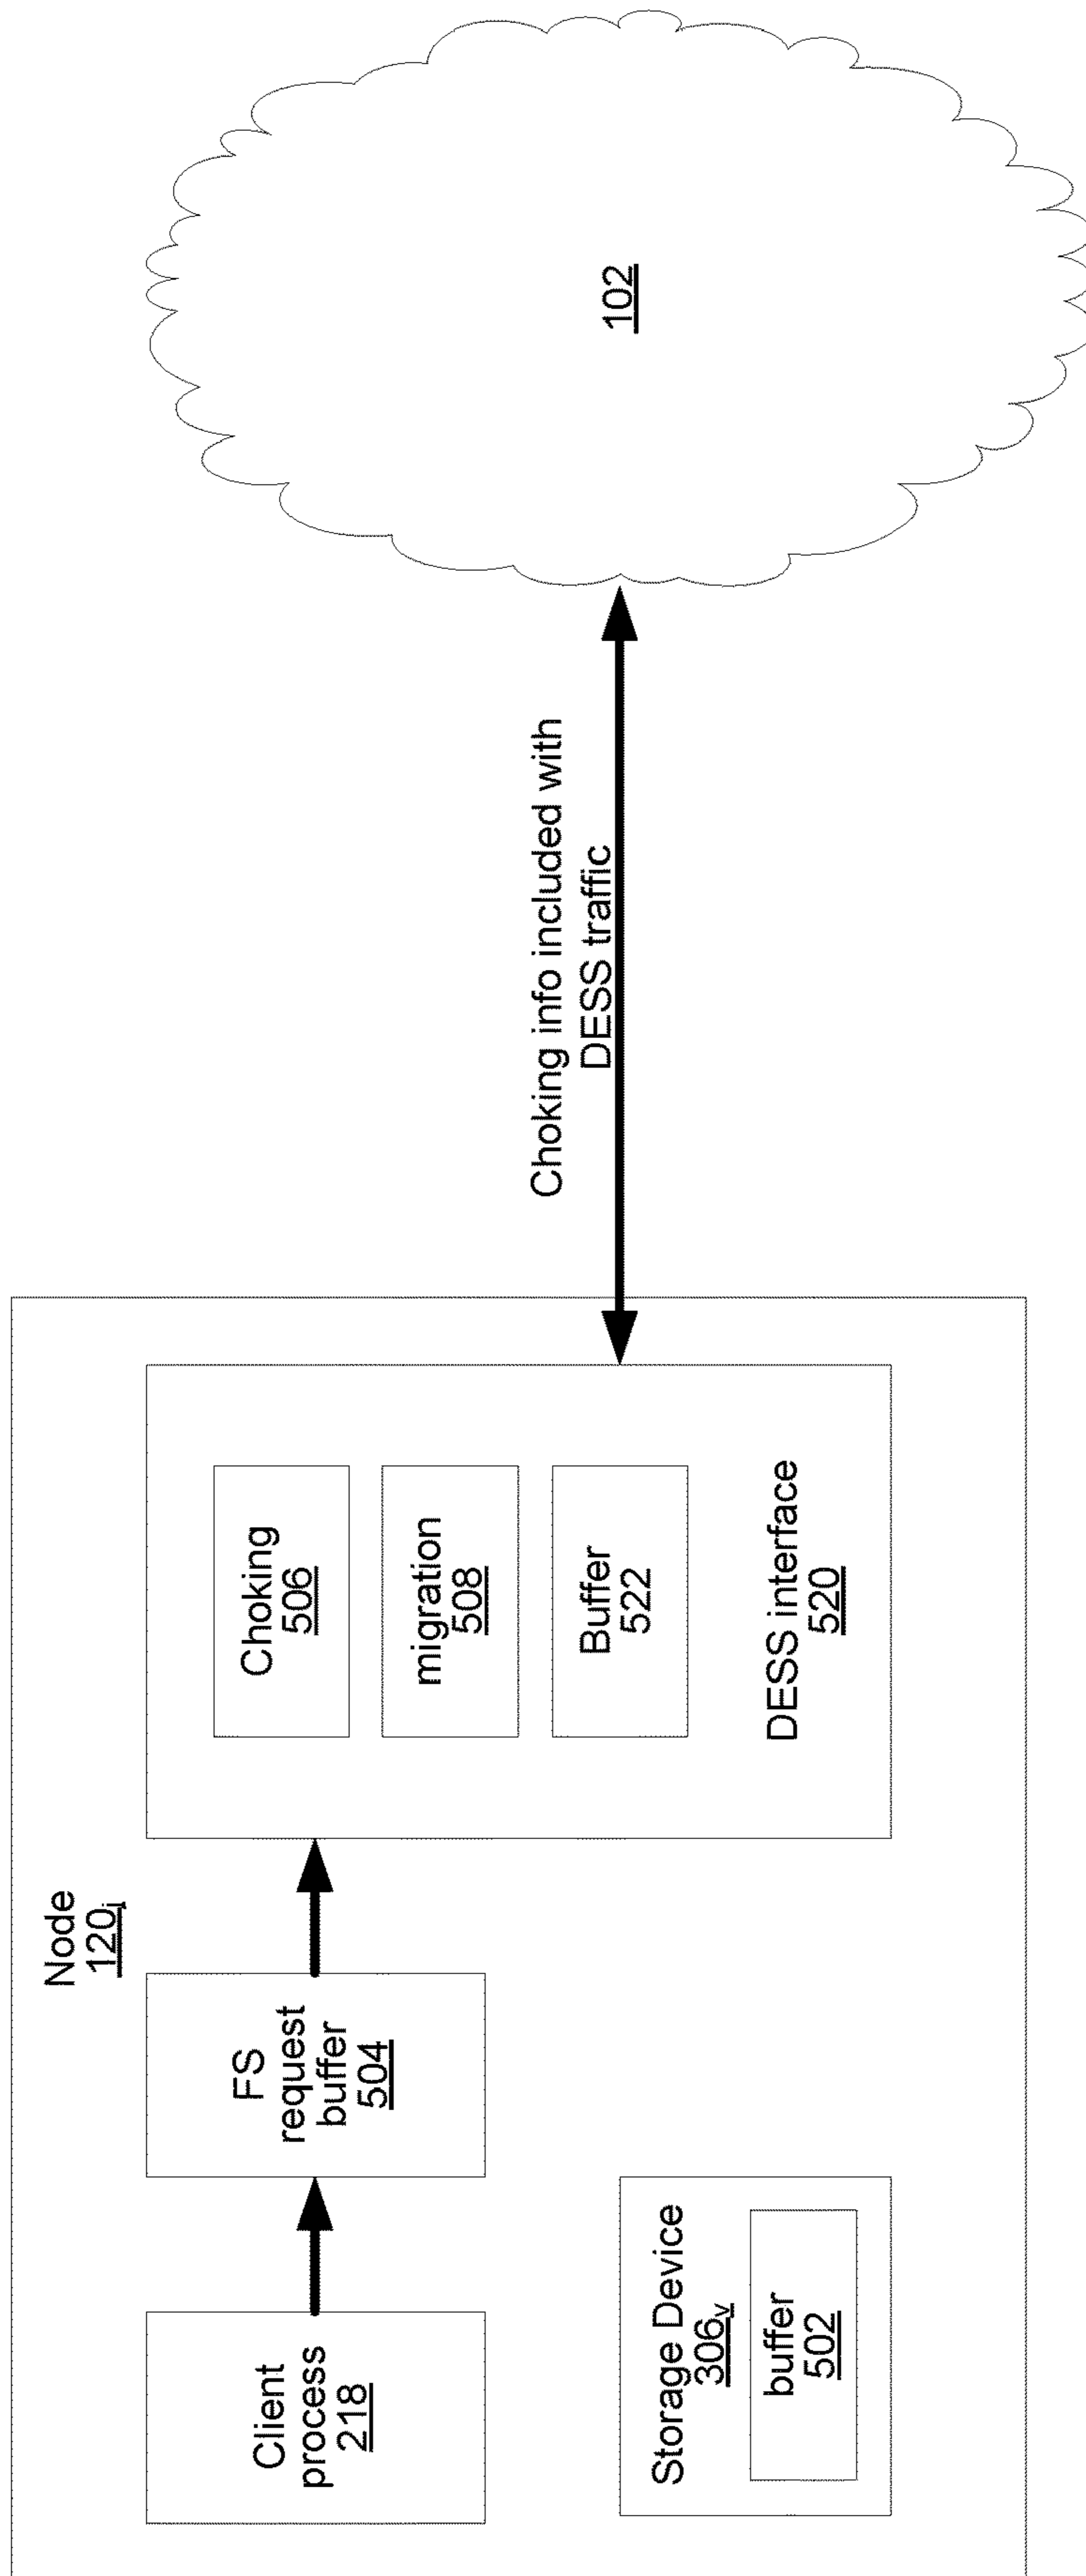 Node
120j
Client
process
218
FS
request
buffer
504
Choking
506
migration
508
Buffer
522
DESS interface
520
Storage Device
306v
buffer
502
Choking info included with
DESS traffic
102